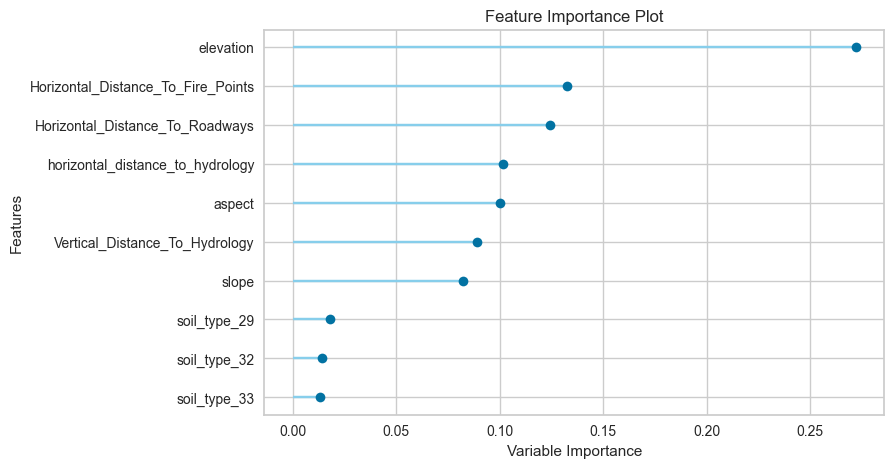 Feature Importance Plot
elevation
Horizontal_Distance_To_Fire_Points
Horizontal_Distance_To_Roadways
horizontal_distance_to_hydrology
aspect
Vertical_Distance_To_Hydrology
slope
soil_type_29
soil_type_32
soil_type_33
Features
0.00 0.05 0.10 0.15 0.20 0.25
Variable Importance